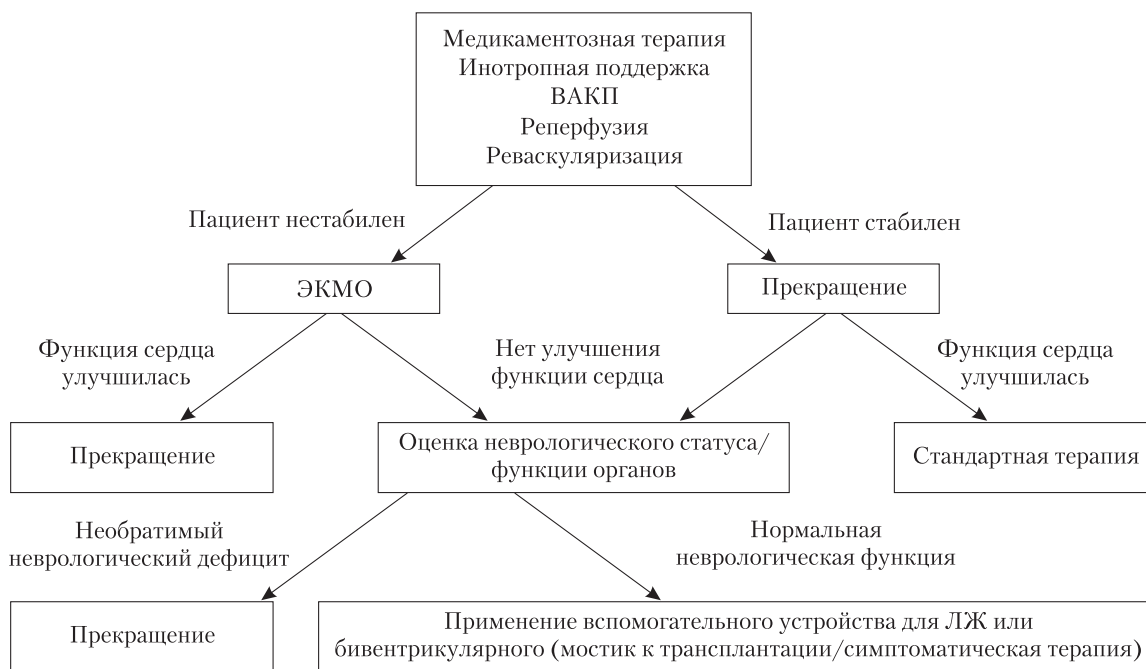 Медикаментозная терапия
Инотропная поддержка
ВАКП
Реперфузия
Реваскуляризация
Пациент нестабилен
Пациент стабилен
ЭКМО
Прекращение
Функция сердца
улучшилась
Нет улучшения
функции сердца
Функция сердца
улучшилась
Прекращение
Оценка неврологического статуса/
функции органов
Стандартная терапия
Необратимый
неврологический дефицит
Нормальная
неврологическая функция
Прекращение
Применение вспомогательного устройства для ЛЖ или
бивентрикулярного (мостик к трансплантации/симптоматическая терапия)